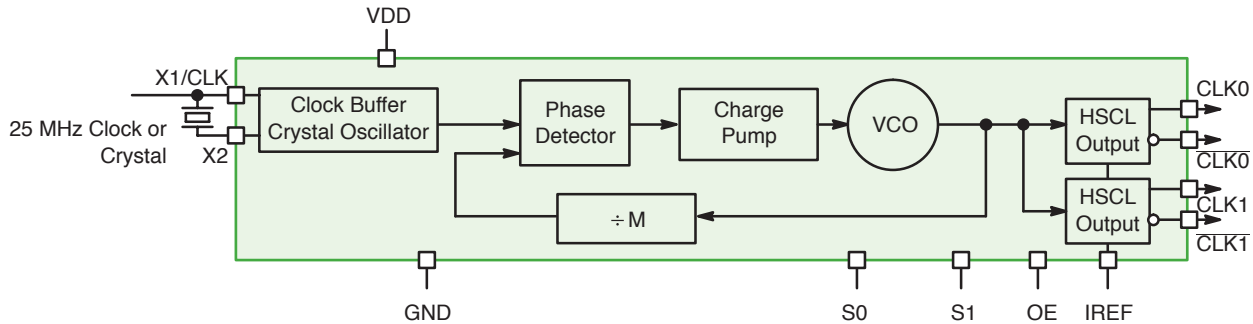 VDD
X1/CLK
25 MHz Clock or
Crystal
X2
Clock Buffer
Crystal Oscillator
Phase
Detector
Charge
Pump
VCO
÷ M
HSCL
Output
HSCL
Output
CLK0
CLK0
CLK1
CLK1
GND
S0
S1
OE
IREF